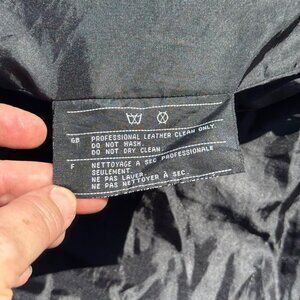 GB PROFESSIONAL LEATHER CLEAN ONLY.
DO NOT WASH.
DO NOT DRY CLEAN.
F NETTOYAGE A SEC PROFESSIONALE
SEULEMENT.
NE PAS LAVER.
NE PAS NETTOYER À SEC.